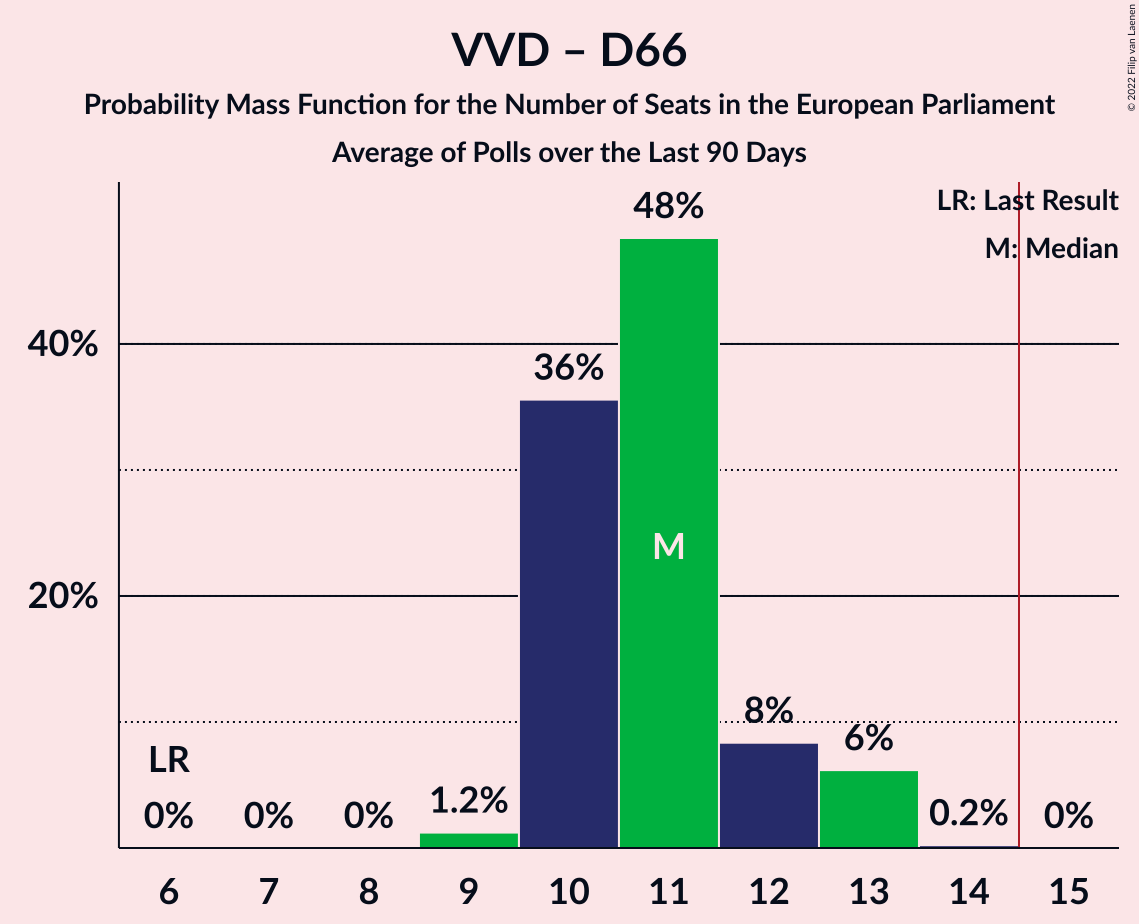 VVD – D66
Probability Mass Function for the Number of Seats in the European Parliament
Average of Polls over the Last 90 Days
© 2022 Filip van Laenen
LR: Last Result
M: Median
48%
40%
36%
M
20%
8%
6%
LR
1.2%
0% 0% 0% 0.2% 0%
6 7 8 9 10 11 12 13 14 15